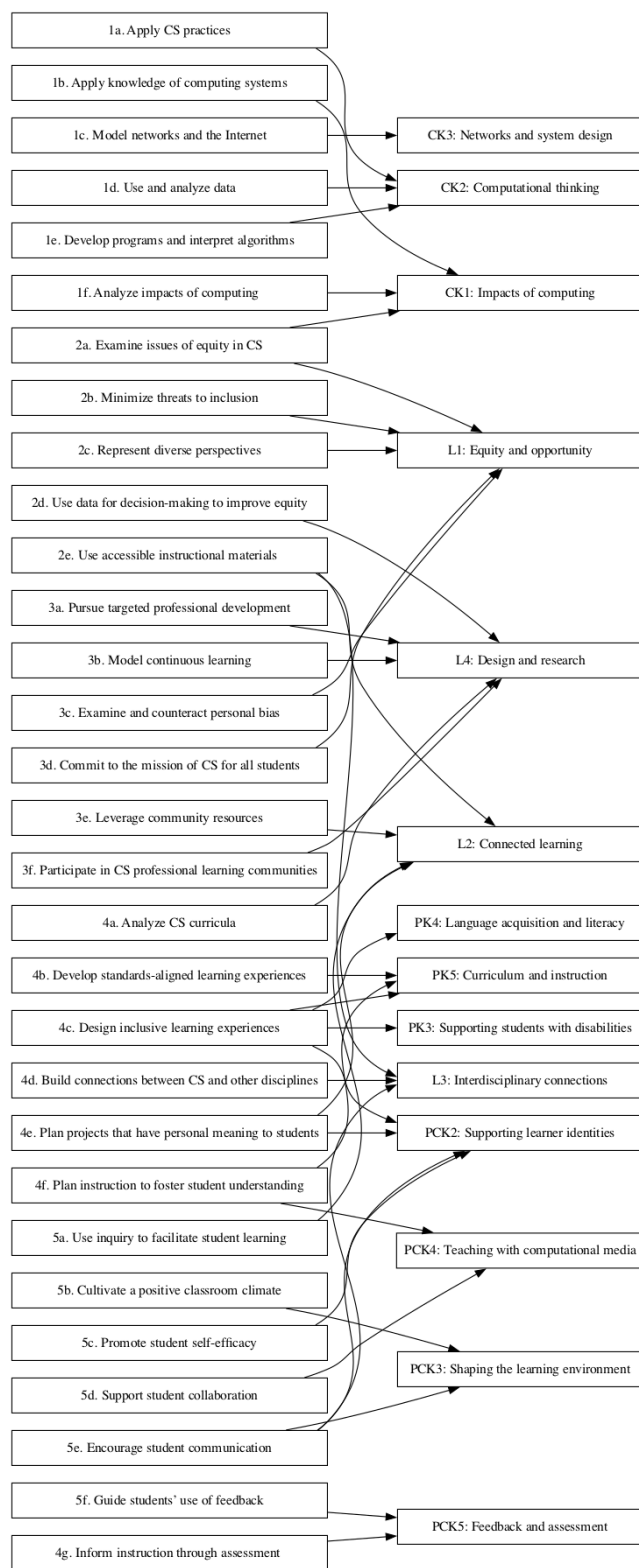 1a. Apply CS practices
1b. Apply knowledge of computing systems
1c. Model networks and the Internet
CK3: Networks and system design
1d. Use and analyze data
CK2: Computational thinking
1e. Develop programs and interpret algorithms
1f. Analyze impacts of computing
CK1: Impacts of computing
2a. Examine issues of equity in CS
2b. Minimize threats to inclusion
2c. Represent diverse perspectives
L1: Equity and opportunity
2d. Use data for decision-making to improve equity
2e. Use accessible instructional materials
3a. Pursue targeted professional development
3b. Model continuous learning
L4: Design and research
3c. Examine and counteract personal bias
3d. Commit to the mission of CS for all students
3e. Leverage community resources
L2: Connected learning
3f. Participate in CS professional learning communities
4a. Analyze CS curricula
PK4: Language acquisition and literacy
4b. Develop standards-aligned learning experiences
PK5: Curriculum and instruction
4c. Design inclusive learning experiences
PK3: Supporting students with disabilities
4d. Build connections between CS and other disciplines
L3: Interdisciplinary connections
4e. Plan projects that have personal meaning to students
PCK2: Supporting learner identities
4f. Plan instruction to foster student understanding
5a. Use inquiry to facilitate student learning
PCK4: Teaching with computational media
5b. Cultivate a positive classroom climate
5c. Promote student self-efficacy
PCK3: Shaping the learning environment
5d. Support student collaboration
5e. Encourage student communication
5f. Guide students’ use of feedback
PCK5: Feedback and assessment
4g. Inform instruction through assessment